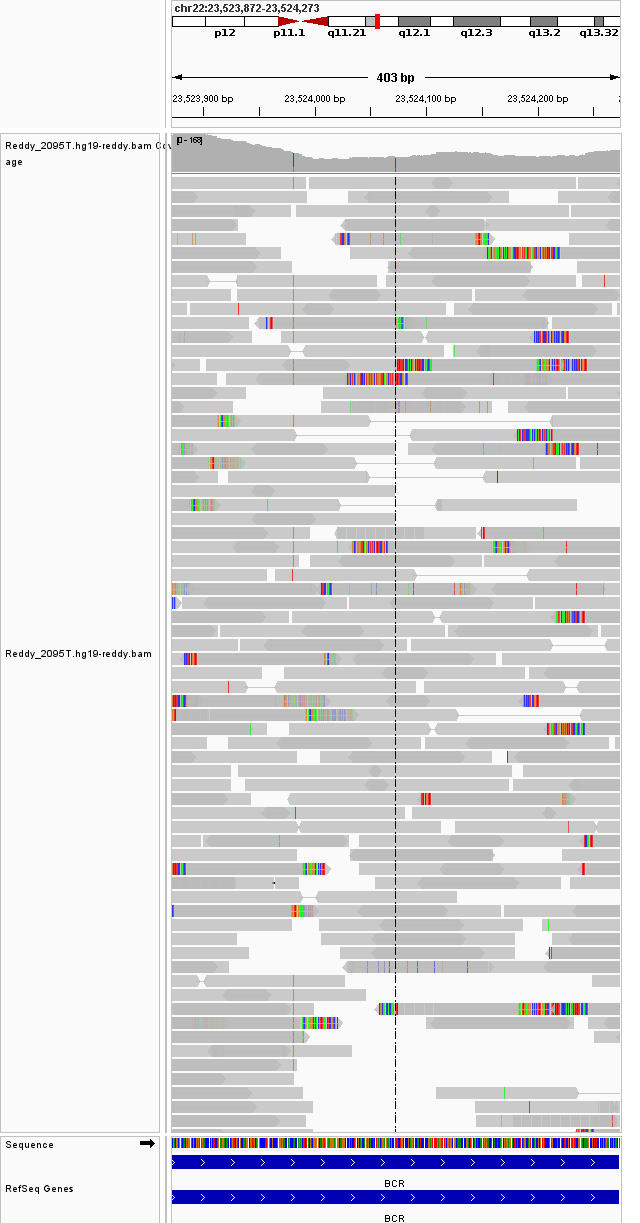 chr22:23,523,872-23,524,273
p12 p11.1 q11.21 q12.1 q12.3 q13.2 q13.32
403 bp
23,523,900 bp 23,524,000 bp 23,524,100 bp 23,524,200 bp
Reddy_2095T.hg19-reddy.bam Cov
age
[0 - 168]
Reddy_2095T.hg19-reddy.bam
Sequence
BCR
RefSeq Genes
BCR